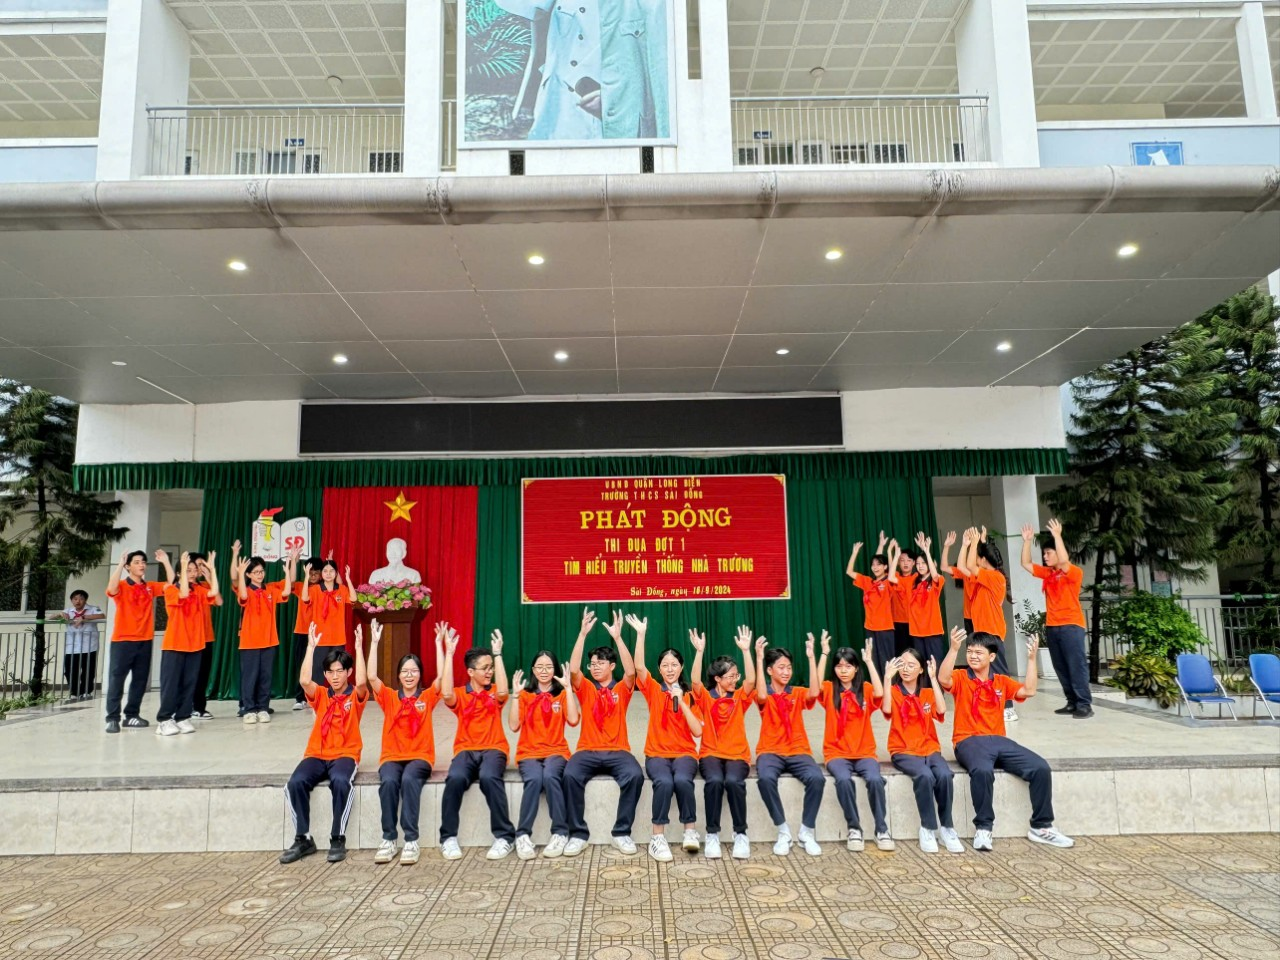 UBND QUẬN LONG BIÊN
TRƯỜNG THCS SÀI ĐỒNG
PHÁT ĐỘNG
THI ĐUA ĐỢT 1
TÌM HIỂU TRUYỀN THỐNG NHÀ TRƯỜNG
Sài Đồng, ngày 16/9/2024
SĐ